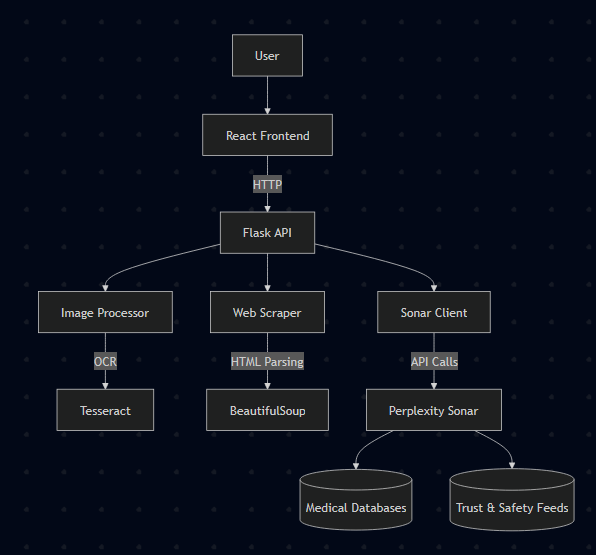 User
React Frontend
HTTP
Flask API
Image Processor
Web Scraper
Sonar Client
OCR
HTML Parsing
API Calls
Tesseract
BeautifulSoup
Perplexity Sonar
Medical Databases
Trust & Safety Feeds